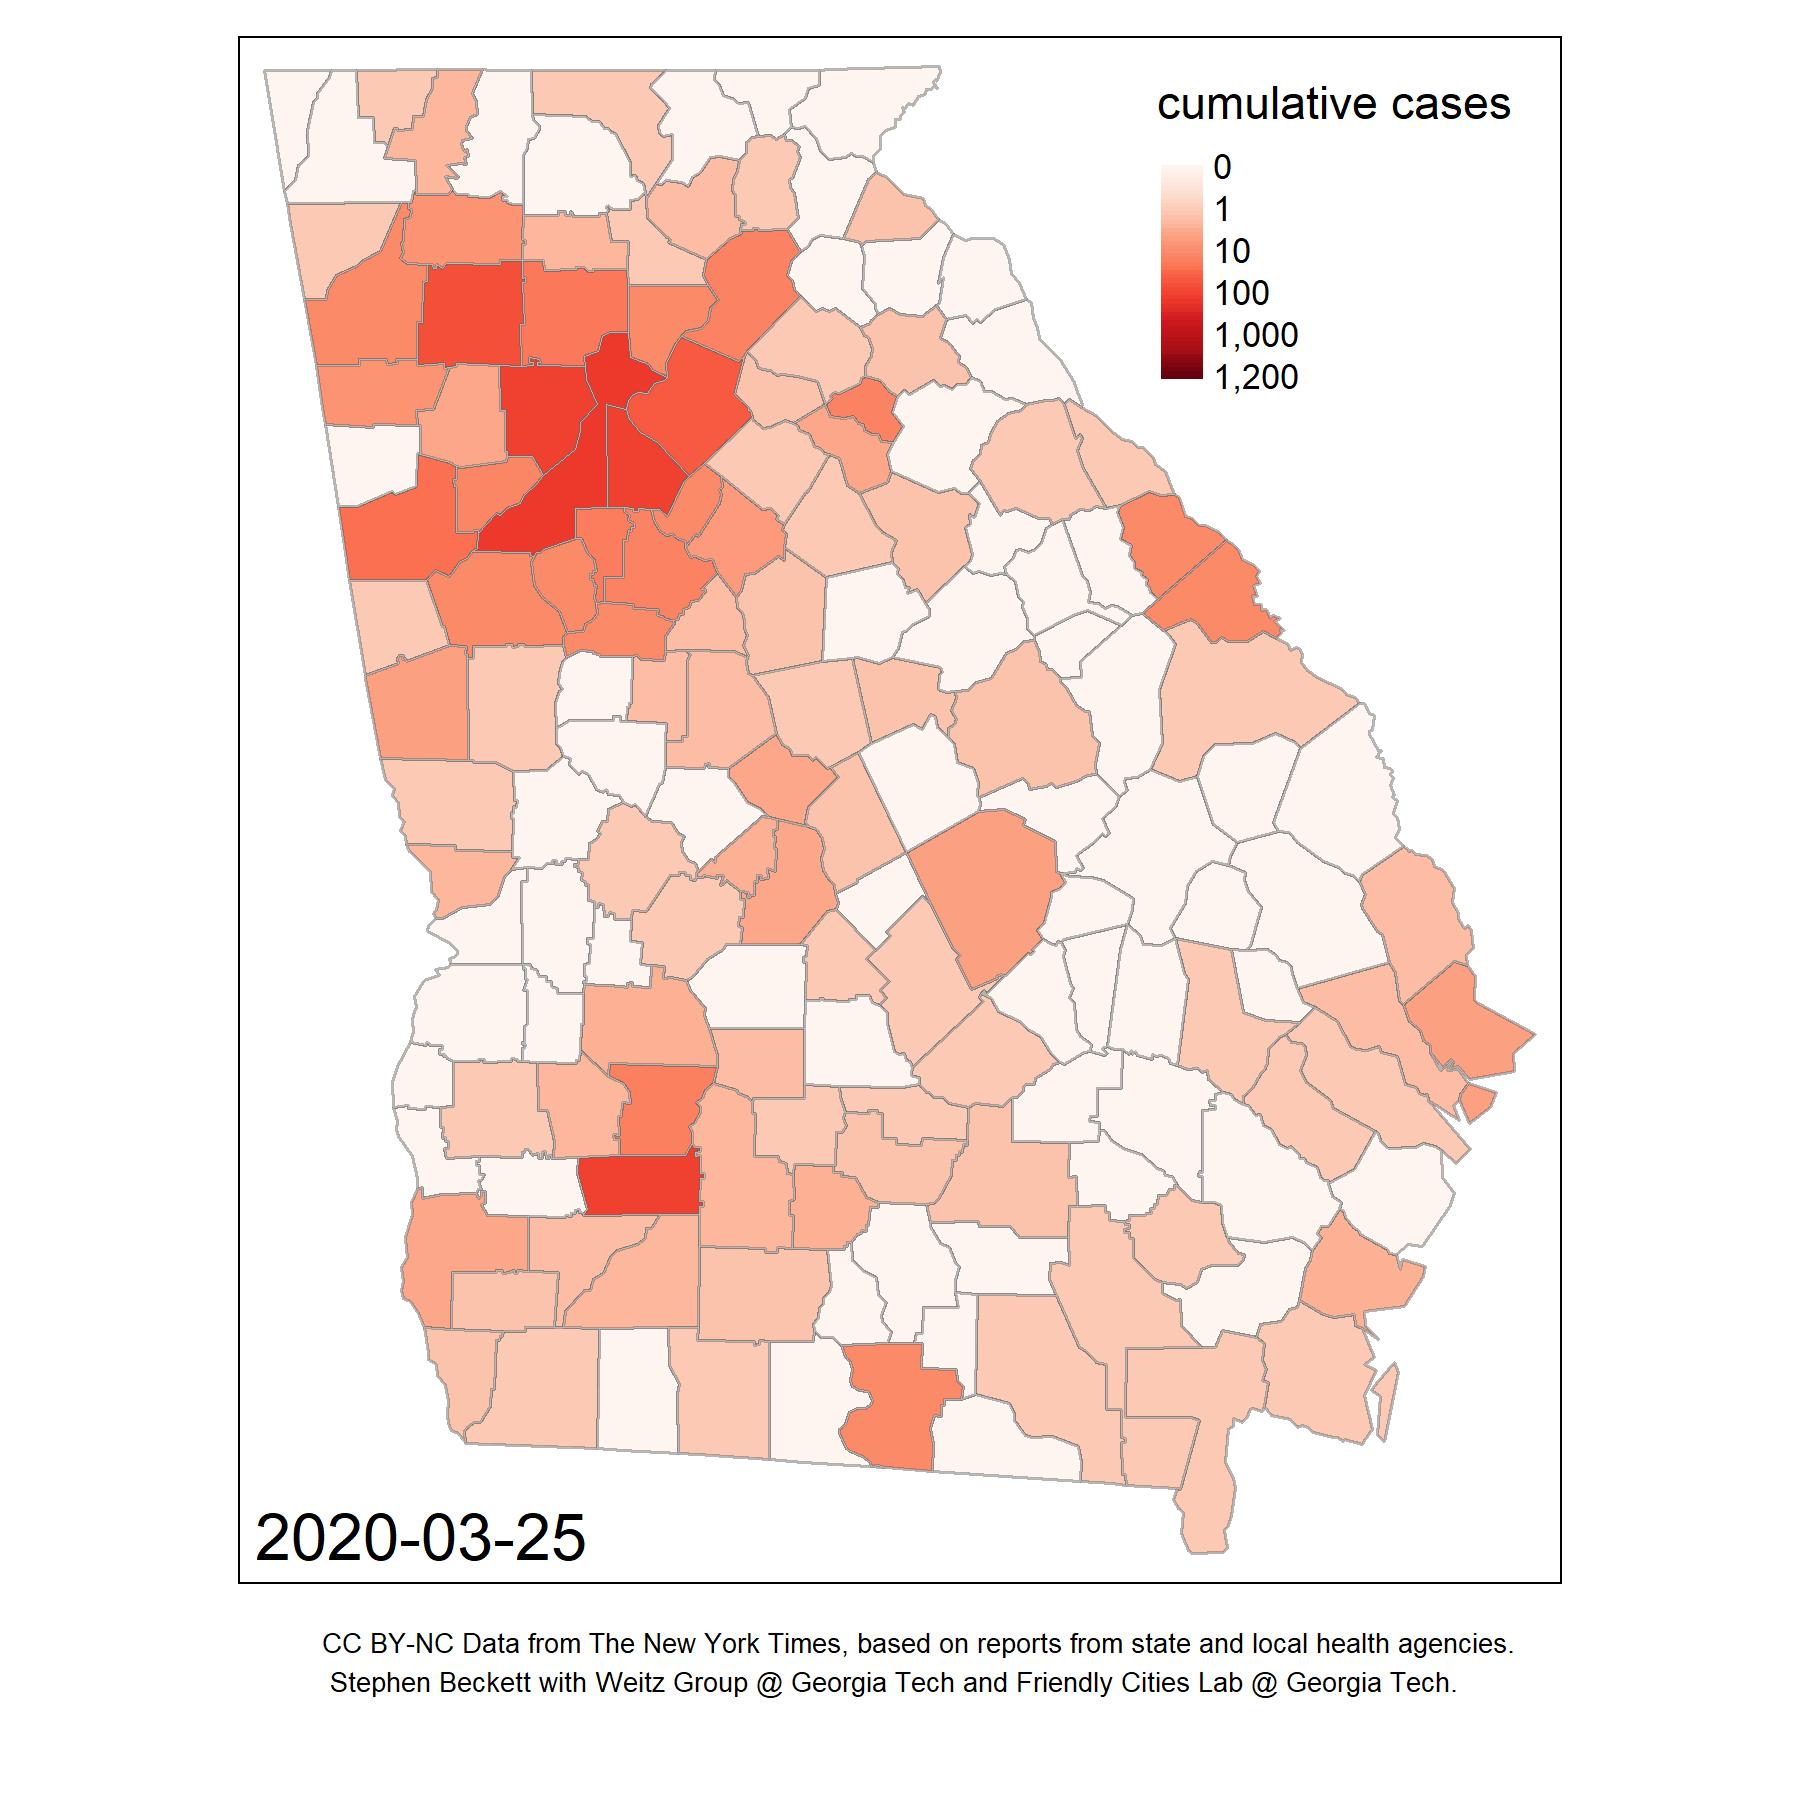 cumulative cases
0
1
10
100
1,000
1,200
2020-03-25
CC BY-NC Data from The New York Times, based on reports from state and local health agencies.
Stephen Beckett with Weitz Group @ Georgia Tech and Friendly Cities Lab @ Georgia Tech.